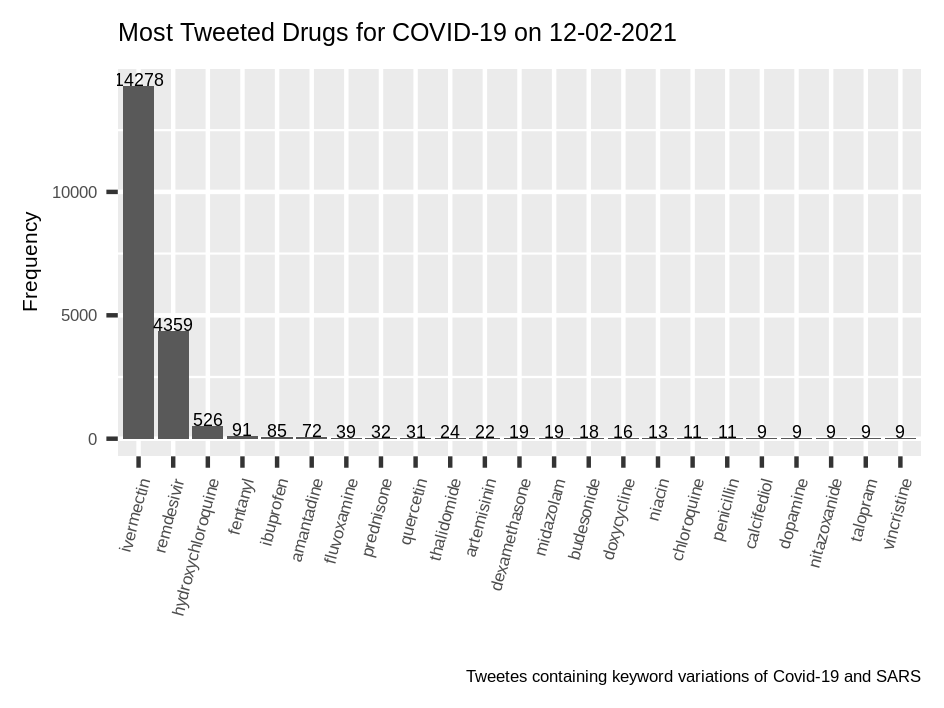 Most Tweeted Drugs for COVID-19 on 12-02-2021
Frequency
10000
5000
0
14278
4359
526
91
85
72
39
32
31
24
22
19
19
18
16
13
11
11
9
9
9
9
9
ivermectin
remdesivir
hydroxychloroquine
fentanyl
ibuprofen
amantadine
fluvoxamine
prednisone
quercetin
thalidomide
artemisinin
dexamethasone
midazolam
budesonide
doxycycline
niacin
chloroquine
penicillin
calcifediol
dopamine
nitazoxanide
talopram
vincristine
Tweetes containing keyword variations of Covid-19 and SARS